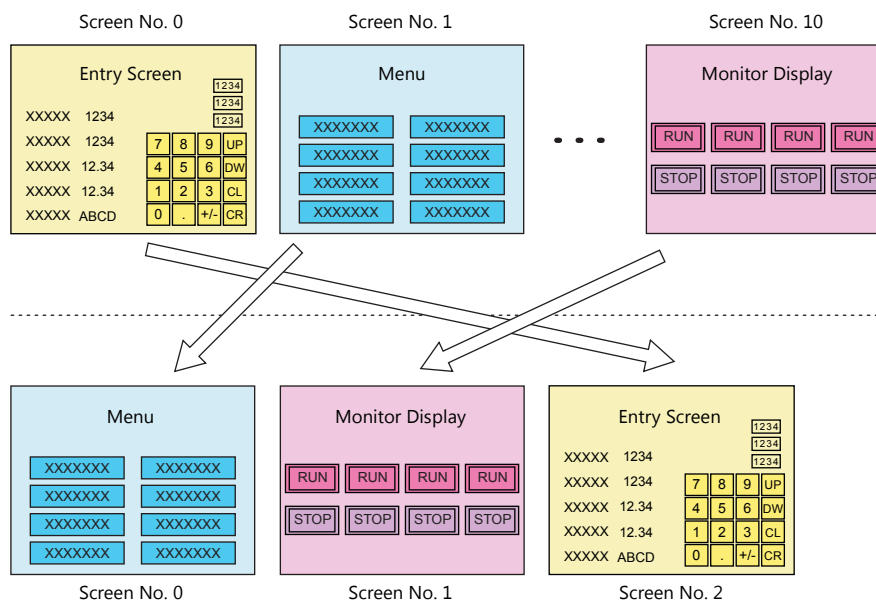 Screen No. 0
Screen No. 1
Screen No. 10
Entry Screen
1234
1234
1234
XXXXX 1234
XXXXX 1234
XXXXX 12.34
XXXXX 12.34
XXXXX ABCD
7 8 9 UP
4 5 6 DW
1 2 3 CL
0 . +/- CR
Menu
XXXXXXX XXXXXXX
XXXXXXX XXXXXXX
XXXXXXX XXXXXXX
XXXXXXX XXXXXXX
Monitor Display
RUN RUN RUN RUN
STOP STOP STOP STOP
Menu
XXXXXXX XXXXXXX
XXXXXXX XXXXXXX
XXXXXXX XXXXXXX
XXXXXXX XXXXXXX
Monitor Display
RUN RUN RUN RUN
STOP STOP STOP STOP
Entry Screen
1234
1234
1234
XXXXX 1234
XXXXX 1234
XXXXX 12.34
XXXXX 12.34
XXXXX ABCD
7 8 9 UP
4 5 6 DW
1 2 3 CL
0 . +/- CR
Screen No. 0
Screen No. 1
Screen No. 2